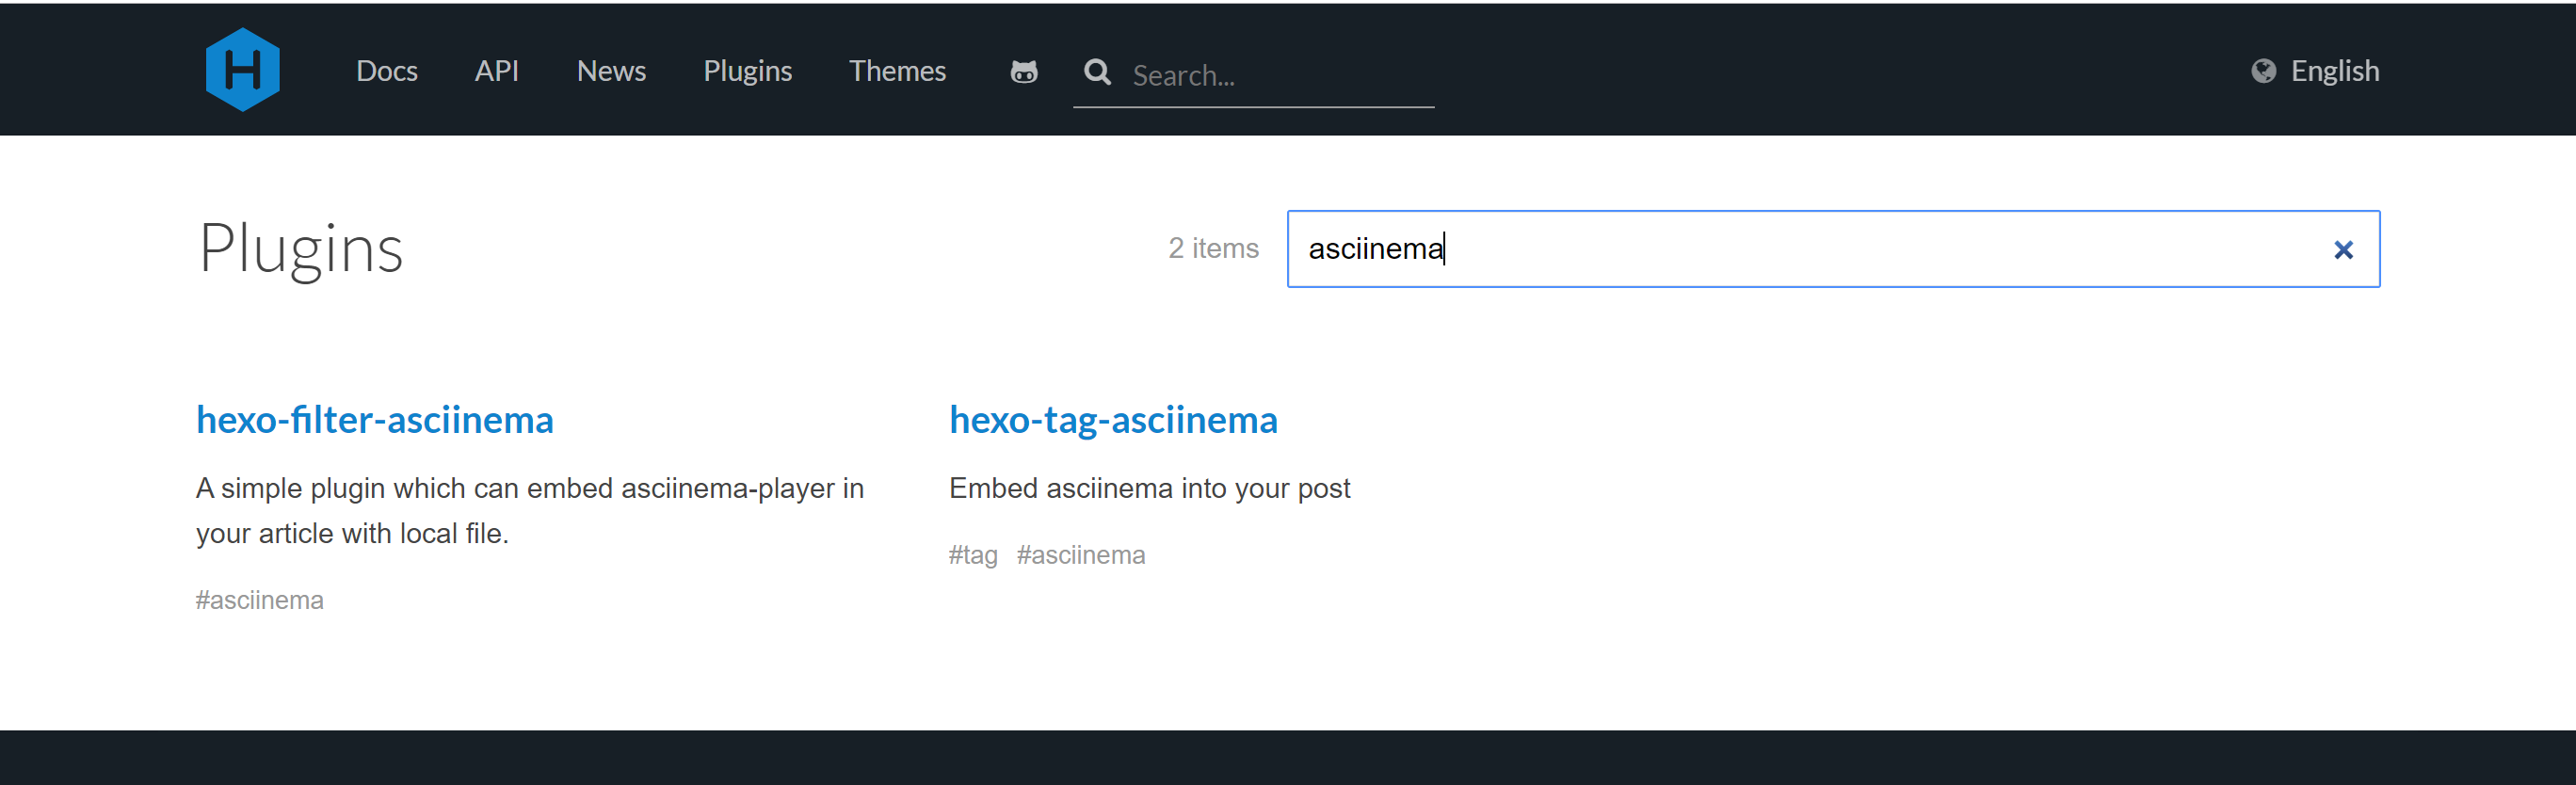 H
Docs API News Plugins Themes Search... English
Plugins 2 items asciinema
hexo-filter-asciinema
A simple plugin which can embed asciinema-player in
your article with local file.
#asciinema
hexo-tag-asciinema
Embed asciinema into your post
#tag #asciinema